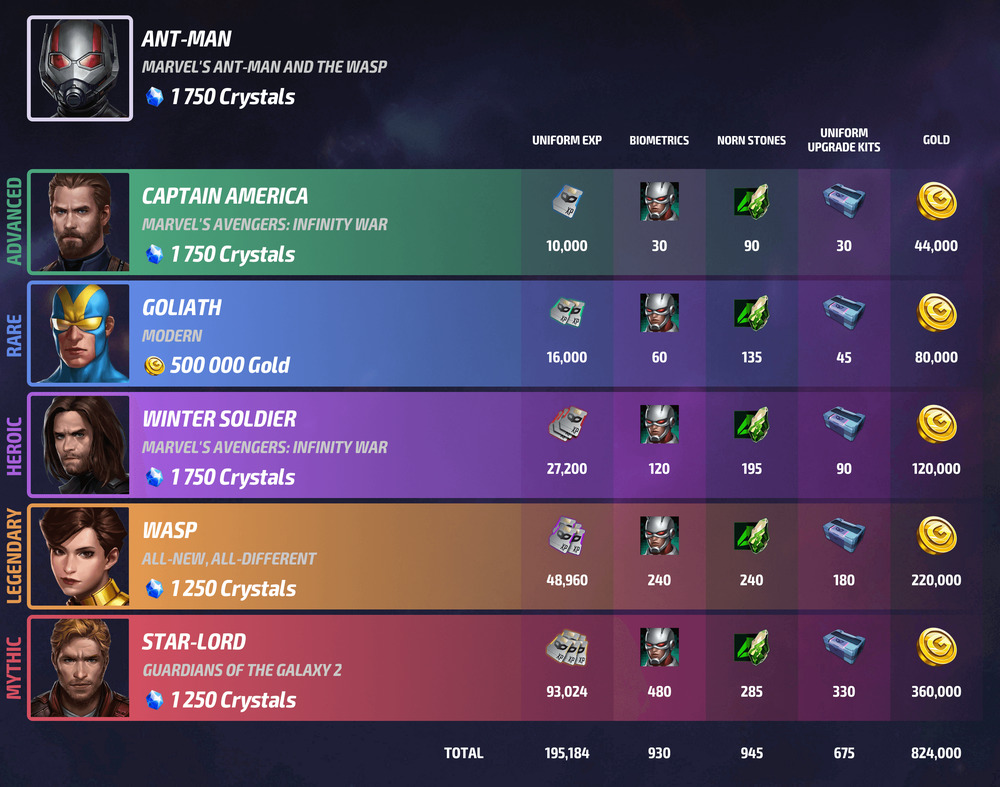 ANT-MAN
MARVEL'S ANT-MAN AND THE WASP
1 750 Crystals
UNIFORM EXP
BIOMETRICS
NORN STONES
UNIFORM
UPGRADE KITS
GOLD
ADVANCED
CAPTAIN AMERICA
MARVEL'S AVENGERS: INFINITY WAR
1 750 Crystals
10,000
30
90
30
44,000
RARE
GOLIATH
MODERN
500 000 Gold
16,000
60
135
45
80,000
HEROIC
WINTER SOLDIER
MARVEL'S AVENGERS: INFINITY WAR
1 750 Crystals
27,200
120
195
90
120,000
LEGENDARY
WASP
ALL-NEW, ALL-DIFFERENT
1 250 Crystals
48,960
240
240
180
220,000
MYTHIC
STAR-LORD
GUARDIANS OF THE GALAXY 2
1 250 Crystals
93,024
480
285
330
360,000
TOTAL
195,184
930
945
675
824,000